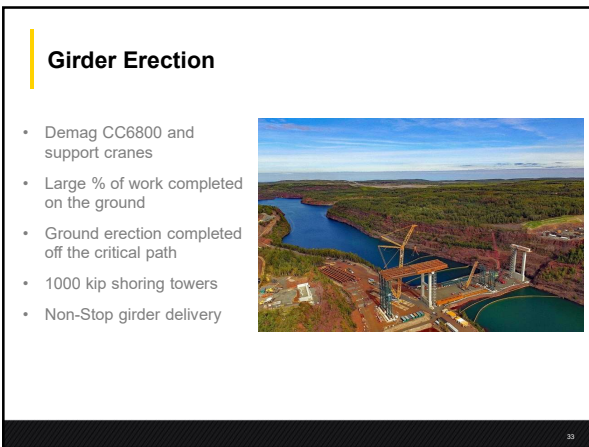 Girder Erection
• Demag CC6800 and
support cranes
• Large % of work completed
on the ground
• Ground erection completed
off the critical path
• 1000 kip shoring towers
• Non-Stop girder delivery
33